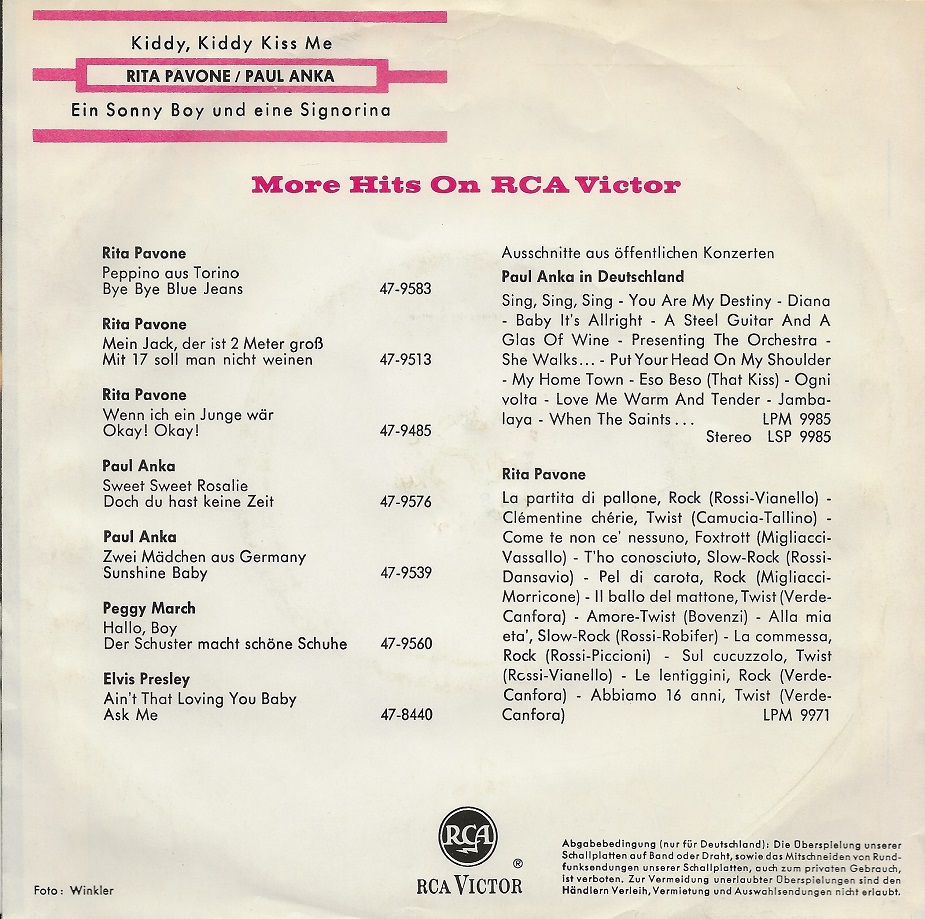 Kiddy, Kiddy Kiss Me
RITA PAVONE / PAUL ANKA
Ein Sonny Boy und eine Signorina
More Hits On RCA Victor
Rita Pavone
Peppino aus Torino
Bye Bye Blue Jeans 47-9583
Rita Pavone
Mein Jack, der ist 2 Meter groß
Mit 17 soll man nicht weinen 47-9513
Rita Pavone
Wenn ich ein Junge wär
Okay! Okay! 47-9485
Paul Anka
Sweet Sweet Rosalie
Doch du hast keine Zeit 47-9576
Paul Anka
Zwei Mädchen aus Germany
Sunshine Baby 47-9539
Peggy March
Hallo, Boy
Der Schuster macht schöne Schuhe 47-9560
Elvis Presley
Ain't That Loving You Baby
Ask Me 47-8440
Ausschnitte aus öffentlichen Konzerten
Paul Anka in Deutschland
Sing, Sing, Sing - You Are My Destiny - Diana
- Baby It's Allright - A Steel Guitar And A
Glas Of Wine - Presenting The Orchestra -
She Walks... - Put Your Head On My Shoulder
- My Home Town - Eso Beso (That Kiss) - Ogni
volta - Love Me Warm And Tender - Jamba-
laya - When The Saints... LPM 9985
Stereo LSP 9985
Rita Pavone
La partita di pallone, Rock (Rossi-Vianello) -
Clémentine chérie, Twist (Camucia-Tallino) -
Come te non ce' nessuno, Foxtrott (Migliacci-
Vassallo) - T'ho conosciuto, Slow-Rock (Rossi-
Dansavio) - Pel di carota, Rock (Migliacci-
Morricone) - Il ballo del mattone, Twist (Verde-
Canfora) - Amore-Twist (Bovenzi) - Alla mia
eta', Slow-Rock (Rossi-Robifer) - La commessa,
Rock (Rossi-Piccioni) - Sul cucuzzolo, Twist
(Rossi-Vianello) - Le lentiggini, Rock (Verde-
Canfora) - Abbiamo 16 anni, Twist (Verde-
Canfora) LPM 9971
RCA
®
RCA VICTOR
Foto: Winkler
Abgabebedingung (nur für Deutschland): Die Überspielung unserer
Schallplatten auf Band oder Draht, sowie das Mitschneiden von Rund-
funksendungen unserer Schallplatten, auch zum privaten Gebrauch,
ist verboten. Zur Vermeidung unerlaubter Überspielungen sind den
Händlern Verleih, Vermietung und Auswahlsendungen nicht erlaubt.